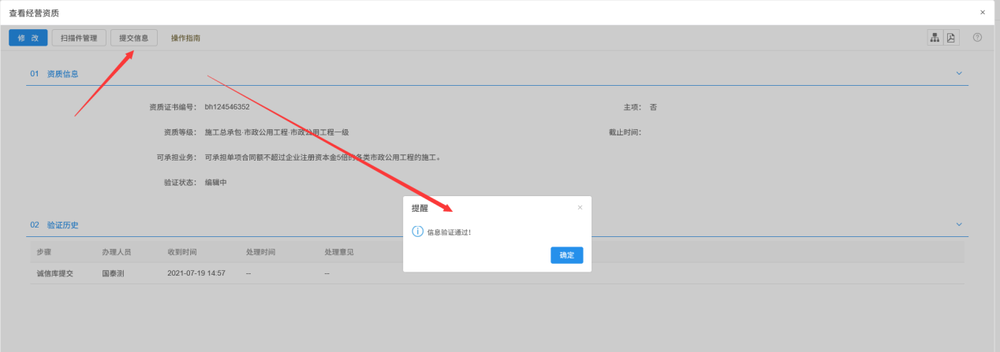 查看经营资质
修 改 扫描件管理 提交信息 操作指南
01 资质信息
资质证书编号： bh124546352 主项： 否
资质等级： 施工总承包·市政公用工程·市政公用工程一级 截止时间：
可承担业务： 可承担单项合同额不超过企业注册资本金5倍的各类市政公用工程的施工。
验证状态： 编辑中
提醒
信息验证通过！
确定
02 验证历史
步骤 办理人员 收到时间 处理时间 处理意见
诚信库提交 国泰测 2021-07-19 14:57 -- --